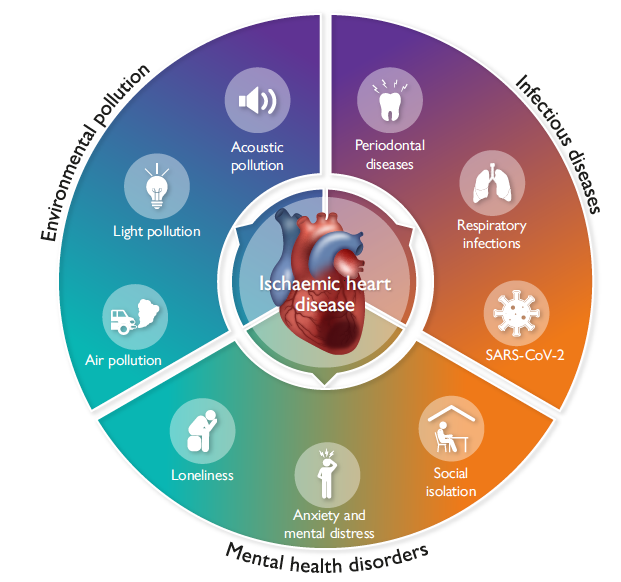 Environmental pollution
Infectious diseases
Acoustic
pollution
Periodontal
diseases
Light pollution
Respiratory
infections
Ischaemic heart
disease
Air pollution
SARS-CoV-2
Loneliness
Social
isolation
Anxiety and
mental distress
Mental health disorders